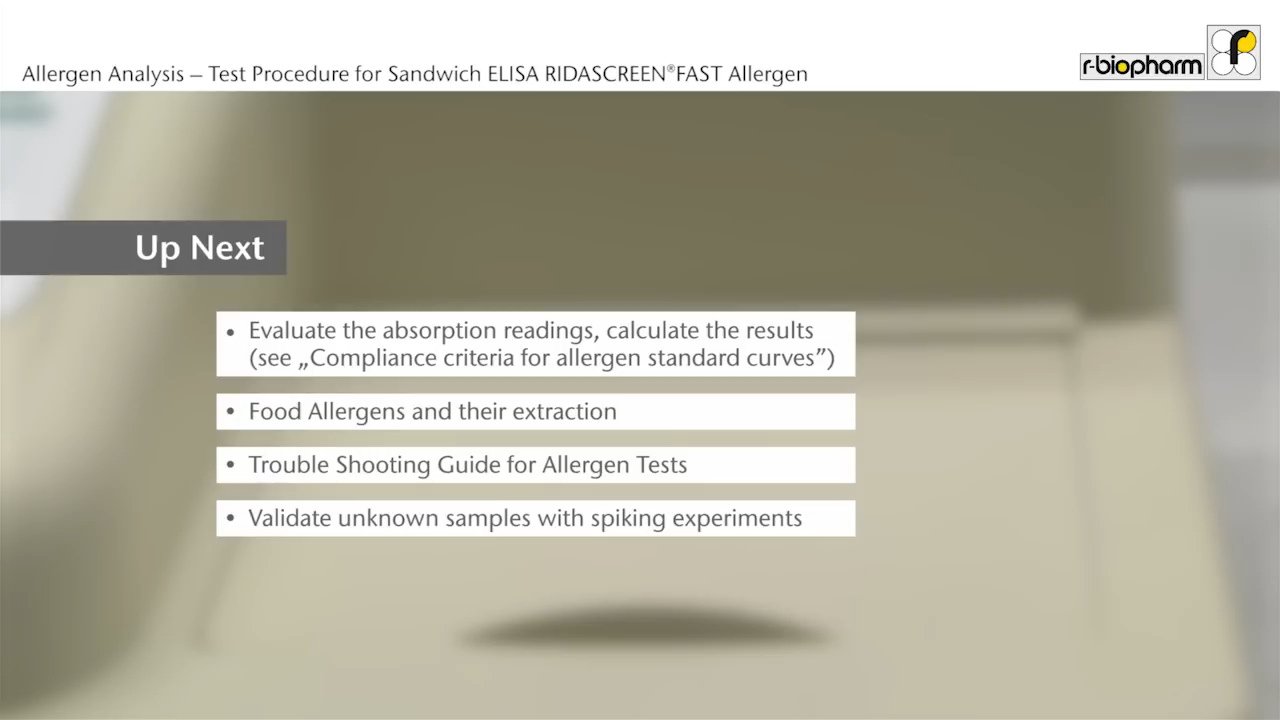 Allergen Analysis – Test Procedure for Sandwich ELISA RIDASCREEN®FAST Allergen
r-biopharm
r
Up Next
• Evaluate the absorption readings, calculate the results
(see „Compliance criteria for allergen standard curves”)
• Food Allergens and their extraction
• Trouble Shooting Guide for Allergen Tests
• Validate unknown samples with spiking experiments